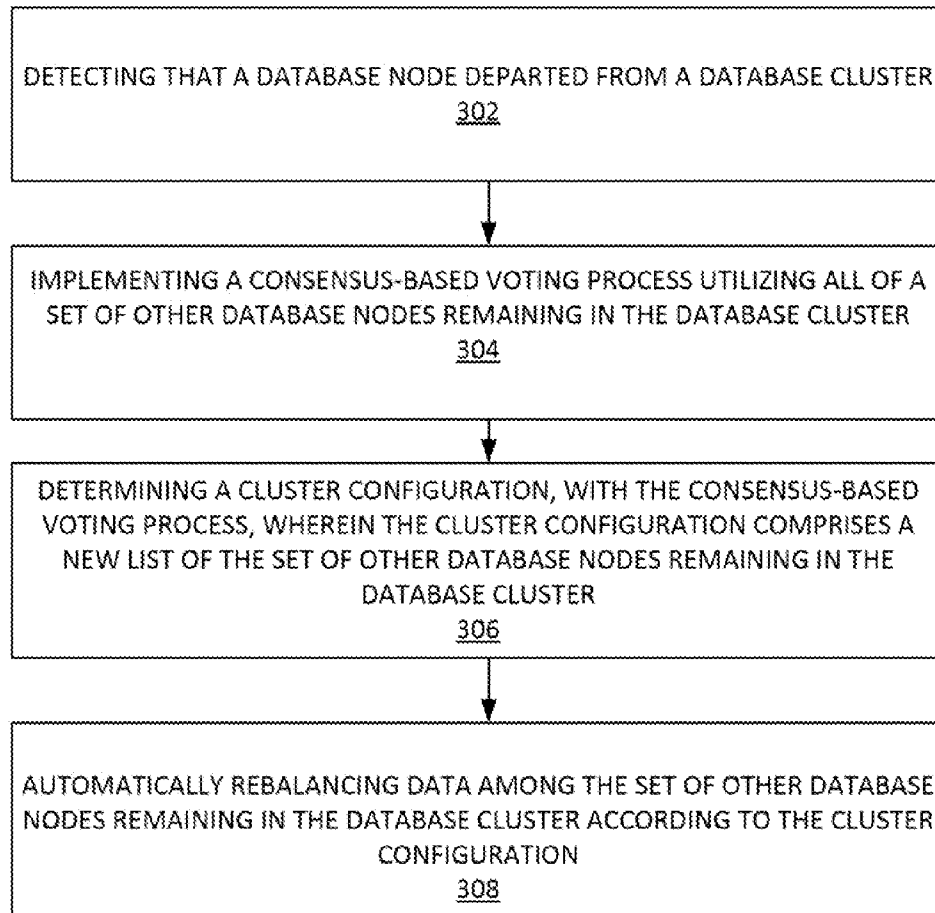 DETECTING THAT A DATABASE NODE DEPARTED FROM A DATABASE CLUSTER
302
IMPLEMENTING A CONSENSUS-BASED VOTING PROCESS UTILIZING ALL OF A
SET OF OTHER DATABASE NODES REMAINING IN THE DATABASE CLUSTER
304
DETERMINING A CLUSTER CONFIGURATION, WITH THE CONSENSUS-BASED
VOTING PROCESS, WHEREIN THE CLUSTER CONFIGURATION COMPRISES A
NEW LIST OF THE SET OF OTHER DATABASE NODES REMAINING IN THE
DATABASE CLUSTER
306
AUTOMATICALLY REBALANCING DATA AMONG THE SET OF OTHER DATABASE
NODES REMAINING IN THE DATABASE CLUSTER ACCORDING TO THE CLUSTER
CONFIGURATION
308